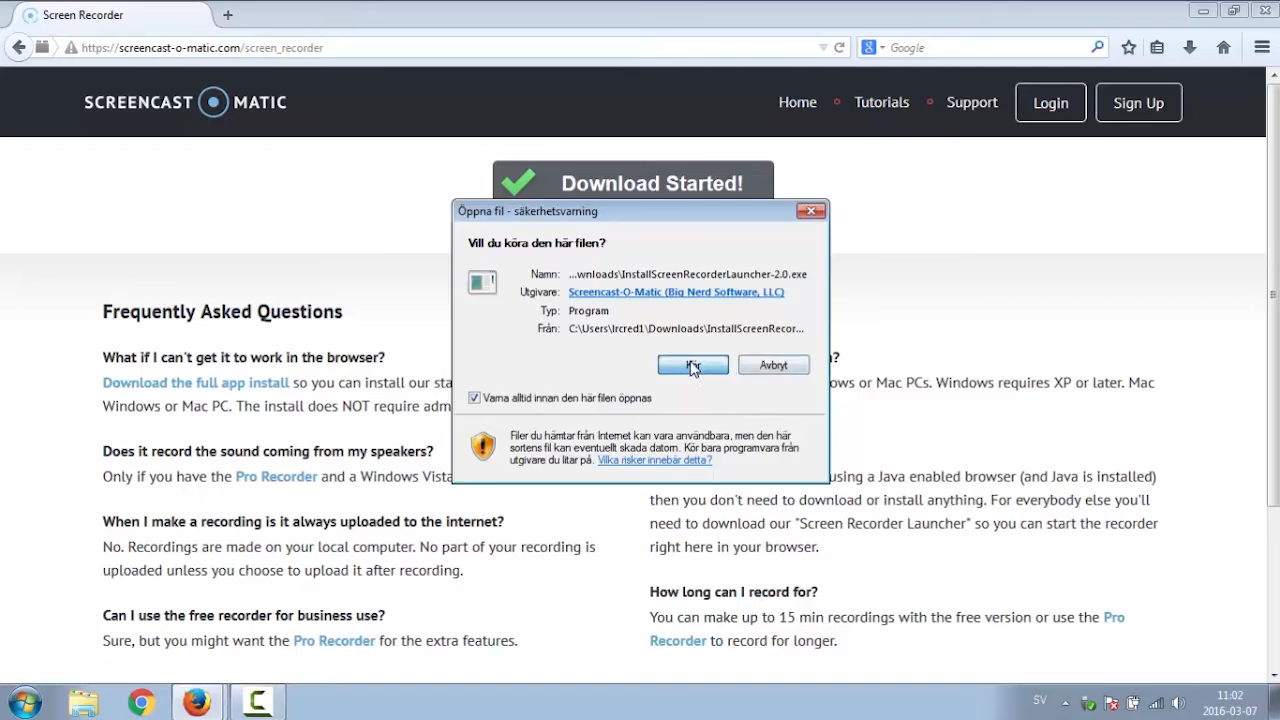 Screen Recorder
https://screencast-o-matic.com/screen_recorder
Google
SCREENCAST MATIC
Home
Tutorials
Support
Login
Sign Up
Download Started!
Öppna fil - säkerhetsvarning
Vill du köra den här filen?
Namn: ...wnloads\InstallScreenRecorderLauncher-2.0.exe
Utgivare: Screencast-O-Matic (Big Nerd Software, LLC)
Typ: Program
Från: C:\Users\lrcred1\Downloads\InstallScreenRecor...
Avbryt
Varna alltid innan den här filen öppnas
Filer du hämtar från Internet kan vara användbara, men den här
sortens fil kan eventuellt skada datorn. Kör bara programvara från
utgivare du litar på. Vilka risker innebär detta?
Frequently Asked Questions
What if I can't get it to work in the browser?
Download the full app install so you can install our sta
Windows or Mac PC. The install does NOT require adm
Does it record the sound coming from my speakers?
Only if you have the Pro Recorder and a Windows Vista
When I make a recording is it always uploaded to the internet?
No. Recordings are made on your local computer. No part of your recording is
uploaded unless you choose to upload it after recording.
Can I use the free recorder for business use?
Sure, but you might want the Pro Recorder for the extra features.
?
ows or Mac PCs. Windows requires XP or later. Mac
using a Java enabled browser (and Java is installed)
then you don't need to download or install anything. For everybody else you'll
need to download our "Screen Recorder Launcher" so you can start the recorder
right here in your browser.
How long can I record for?
You can make up to 15 min recordings with the free version or use the Pro
Recorder to record for longer.
SV
11:02
2016-03-07